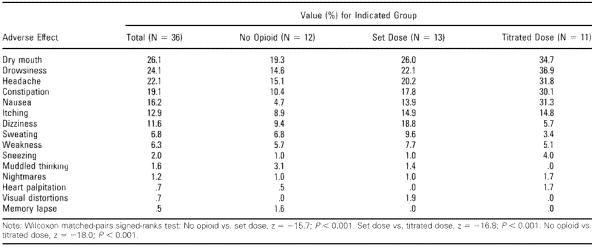 Value (%) for Indicated Group
Adverse Effect Total (N = 36) No Opioid (N = 12) Set Dose (N = 13) Titrated Dose (N = 11)
Dry mouth 26.1 19.3 26.0 34.7
Drowsiness 24.1 14.6 22.1 36.9
Headache 22.1 15.1 20.2 31.8
Constipation 19.1 10.4 17.8 30.1
Nausea 16.2 4.7 13.9 31.3
Itching 12.9 8.9 14.9 14.8
Dizziness 11.6 9.4 18.8 5.7
Sweating 6.8 6.8 9.6 3.4
Weakness 6.3 5.7 7.7 5.1
Sneezing 2.0 1.0 1.0 4.0
Muddled thinking 1.6 3.1 1.4 .0
Nightmares 1.2 1.0 1.0 1.7
Heart palpitation .7 .5 .0 1.7
Visual distortions .7 .0 1.9 .0
Memory lapse .5 1.6 .0 .0
Note: Wilcoxon matched-pairs signed-ranks test: No opioid vs. set dose, z = −15.7; P < 0.001. Set dose vs. titrated dose, z = −16.8; P < 0.001. No opioid vs.
titrated dose, z = −18.0; P < 0.001.